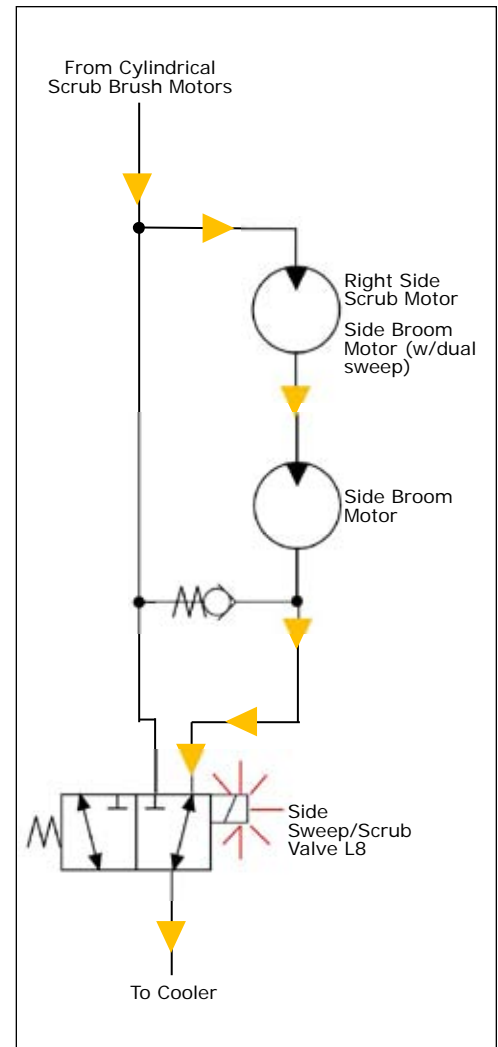 From Cylindrical
Scrub Brush Motors
Right Side
Scrub Motor
Side Broom
Motor (w/dual
sweep)
Side Broom
Motor
Side
Sweep/Scrub
Valve L8
To Cooler